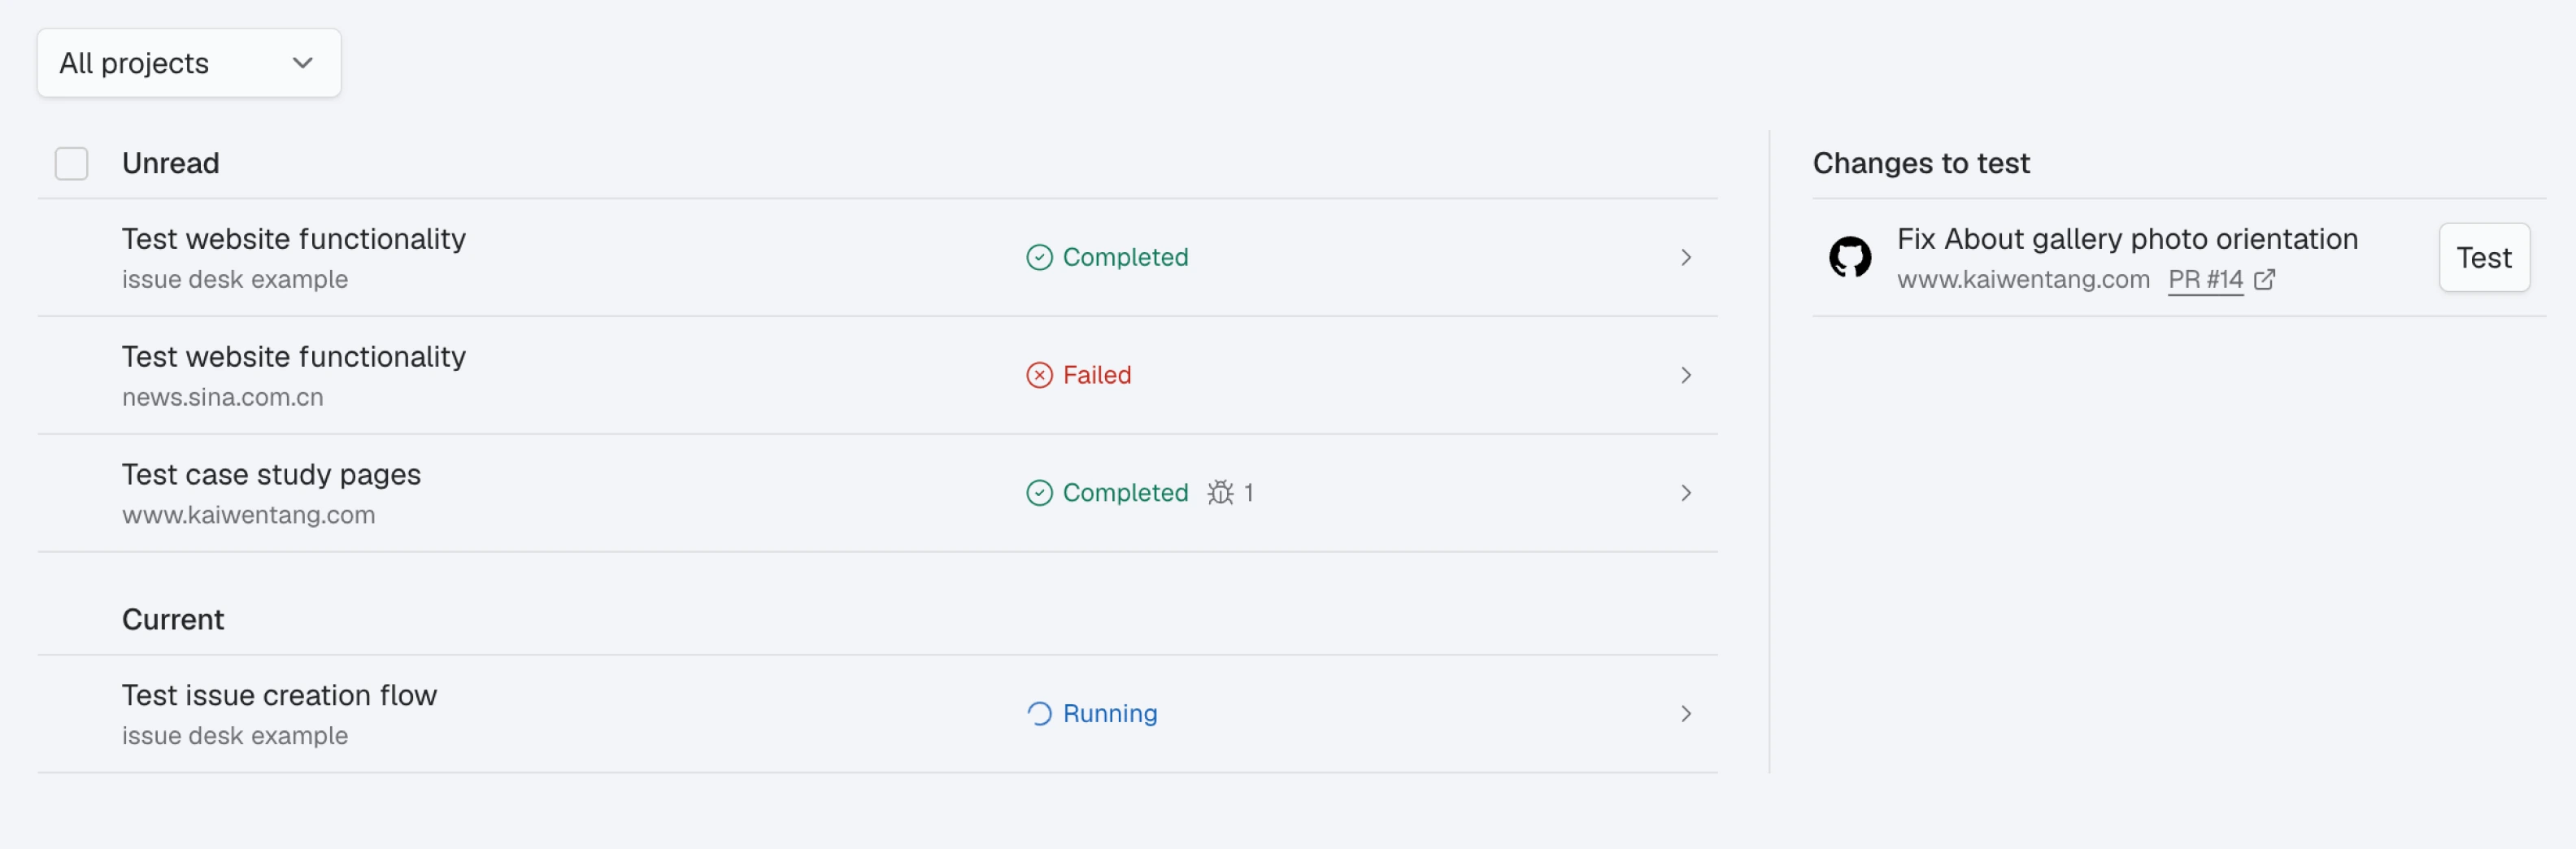 All projects
Unread
Test website functionality
issue desk example
Completed
Test website functionality
news.sina.com.cn
Failed
Test case study pages
www.kaiwentang.com
Completed 1
Current
Test issue creation flow
issue desk example
Running
Changes to test
Fix About gallery photo orientation
www.kaiwentang.com PR #14
Test